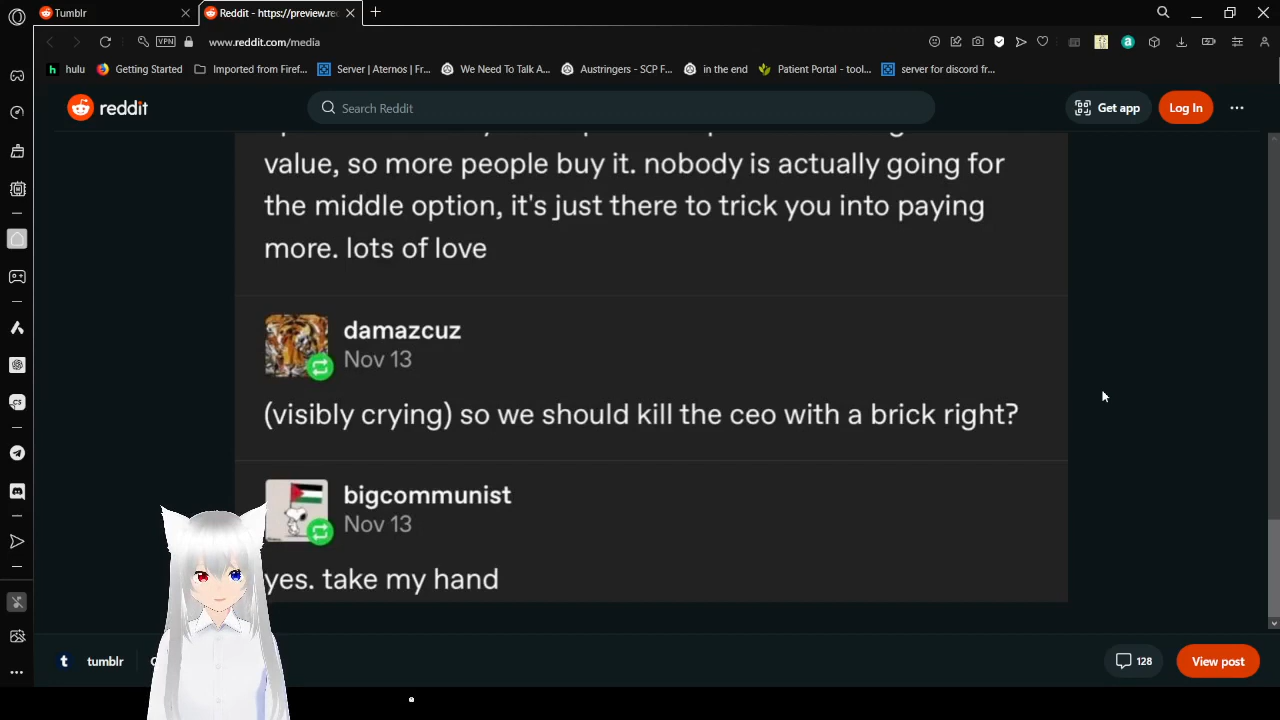 Tumblr
Reddit - https://preview.rec
VPN
www.reddit.com/media
hulu
Getting Started
Imported from Firef...
Server | Aternos | Fr...
We Need To Talk A...
Austringers - SCP F...
in the end
Patient Portal - tool...
server for discord fr...
reddit
Search Reddit
Get app
Log In
value, so more people buy it. nobody is actually going for
the middle option, it's just there to trick you into paying
more. lots of love
damazcuz
Nov 13
(visibly crying) so we should kill the ceo with a brick right?
bigcommunist
Nov 13
yes. take my hand
tumblr
128
View post